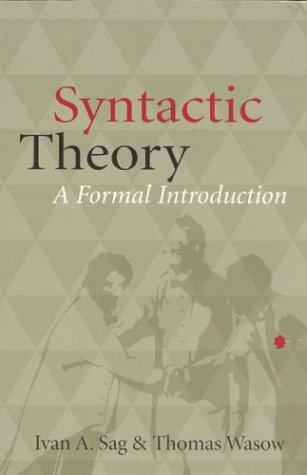 Syntactic
Theory
A Formal Introduction
Ivan A. Sag & Thomas Wasow